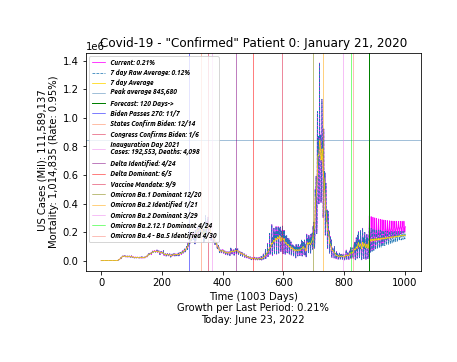 Covid-19 - "Confirmed" Patient 0: January 21, 2020
1e6
US Cases (Mil): 111,589,137
Mortality: 1,014,835 (Rate: 0.95%)
1.4
1.2
1.0
0.8
0.6
0.4
0.2
0.0
Current: 0.21%
7 day Raw Average: 0.12%
7 day Average
Peak average 845,680
Forecast: 120 Days->
Biden Passes 270: 11/7
States Confirm Biden: 12/14
Congress Confirms Biden: 1/6
Inauguration Day 2021
Cases: 192,553, Deaths: 4,098
Delta Identified: 4/24
Delta Dominant: 6/5
Vaccine Mandate: 9/9
Omicron Ba.1 Dominant 12/20
Omicron Ba.2 Identified 1/21
Omicron Ba.2 Dominant 3/29
Omicron Ba.2.12.1 Dominant 4/24
Omicron Ba.4 - Ba.5 Identified 4/30
0 200 400 600 800 1000
Time (1003 Days)
Growth per Last Period: 0.21%
Today: June 23, 2022